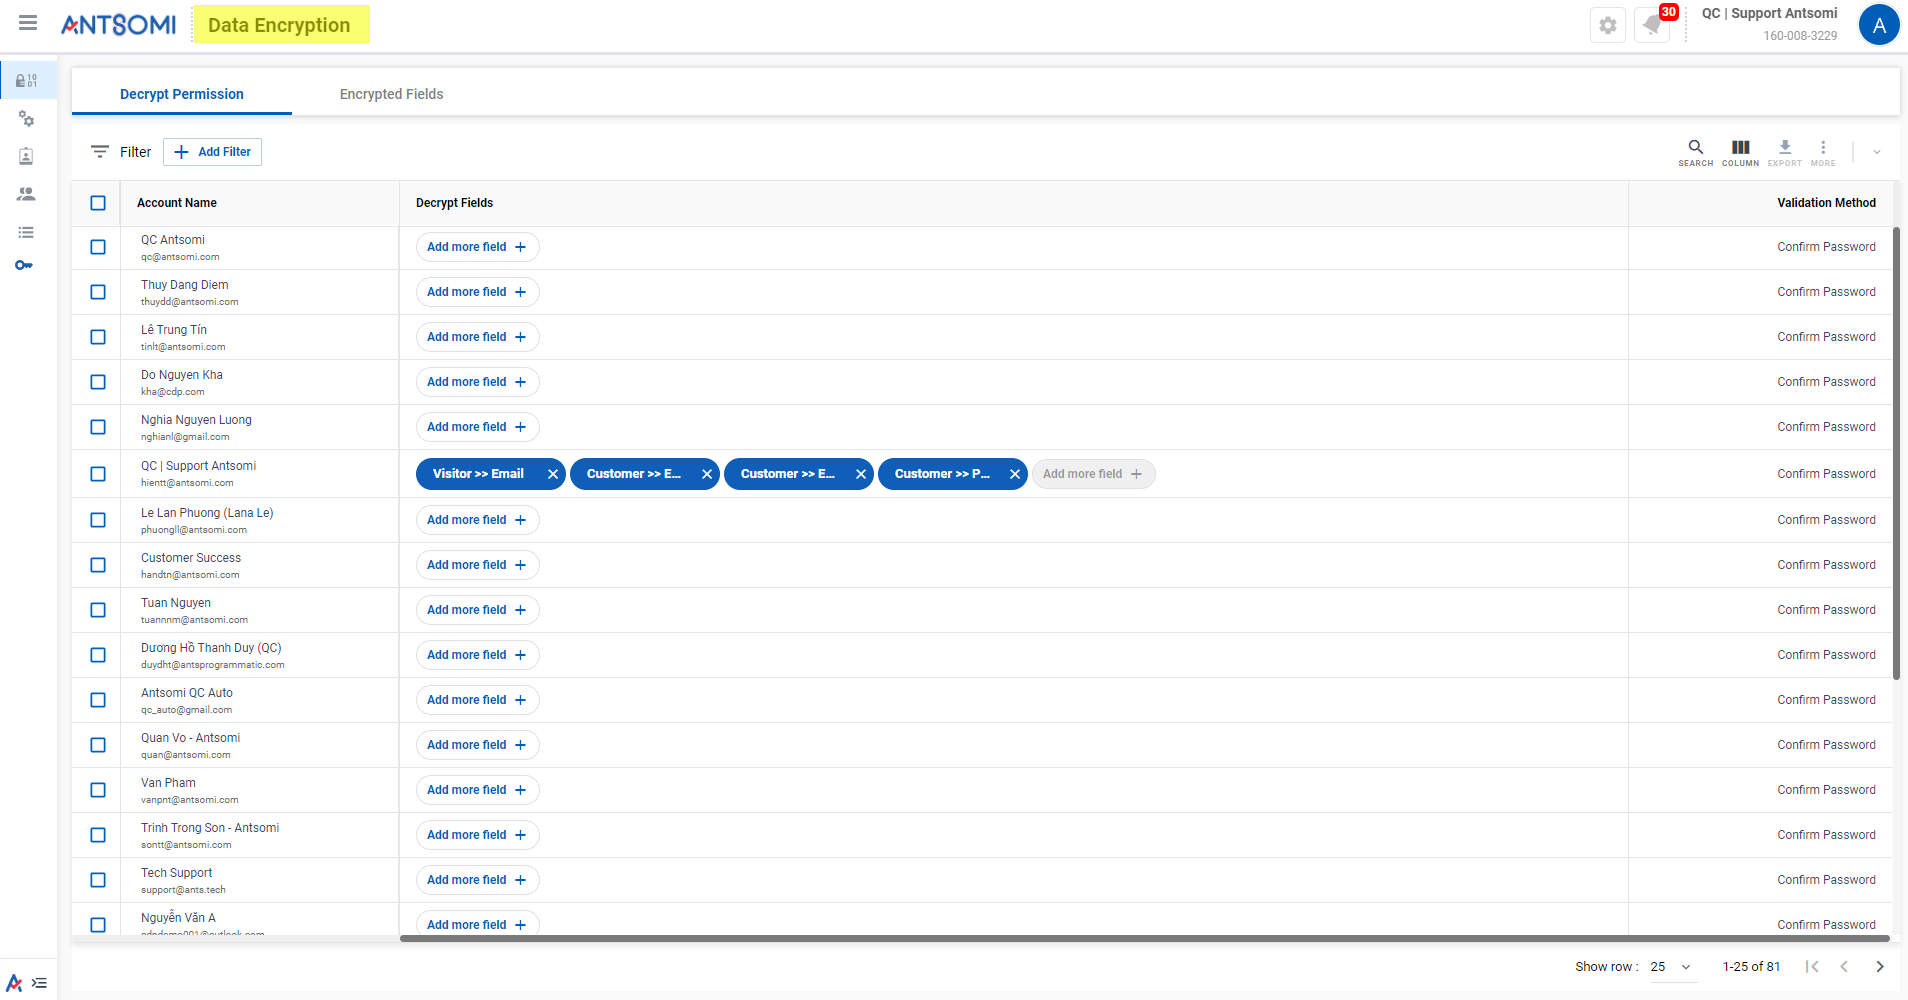 ANTSOMI
Data Encryption
30
QC | Support Antsomi
160-008-3229
A
10
01
Decrypt Permission
Encrypted Fields
Filter
Add Filter
SEARCH
COLUMN
EXPORT
MORE
Account Name
Decrypt Fields
Validation Method
QC Antsomi
qc@antsomi.com
Add more field
Confirm Password
Thuy Dang Diem
thuydd@antsomi.com
Add more field
Confirm Password
Lê Trung Tín
tinlt@antsomi.com
Add more field
Confirm Password
Do Nguyen Kha
kha@cdp.com
Add more field
Confirm Password
Nghia Nguyen Luong
nghianl@gmail.com
Add more field
Confirm Password
QC | Support Antsomi
hientt@antsomi.com
Visitor >> Email
Customer >> E...
Customer >> E...
Customer >> P...
Add more field
Confirm Password
Le Lan Phuong (Lana Le)
phuongll@antsomi.com
Add more field
Confirm Password
Customer Success
handtn@antsomi.com
Add more field
Confirm Password
Tuan Nguyen
tuannnm@antsomi.com
Add more field
Confirm Password
Dương Hồ Thanh Duy (QC)
duydht@antsprogrammatic.com
Add more field
Confirm Password
Antsomi QC Auto
qc_auto@gmail.com
Add more field
Confirm Password
Quan Vo - Antsomi
quan@antsomi.com
Add more field
Confirm Password
Van Pham
vanpnt@antsomi.com
Add more field
Confirm Password
Trinh Trong Son - Antsomi
sontt@antsomi.com
Add more field
Confirm Password
Tech Support
support@ants.tech
Add more field
Confirm Password
Nguyễn Văn A
Add more field
Confirm Password
Show row :
25
1-25 of 81